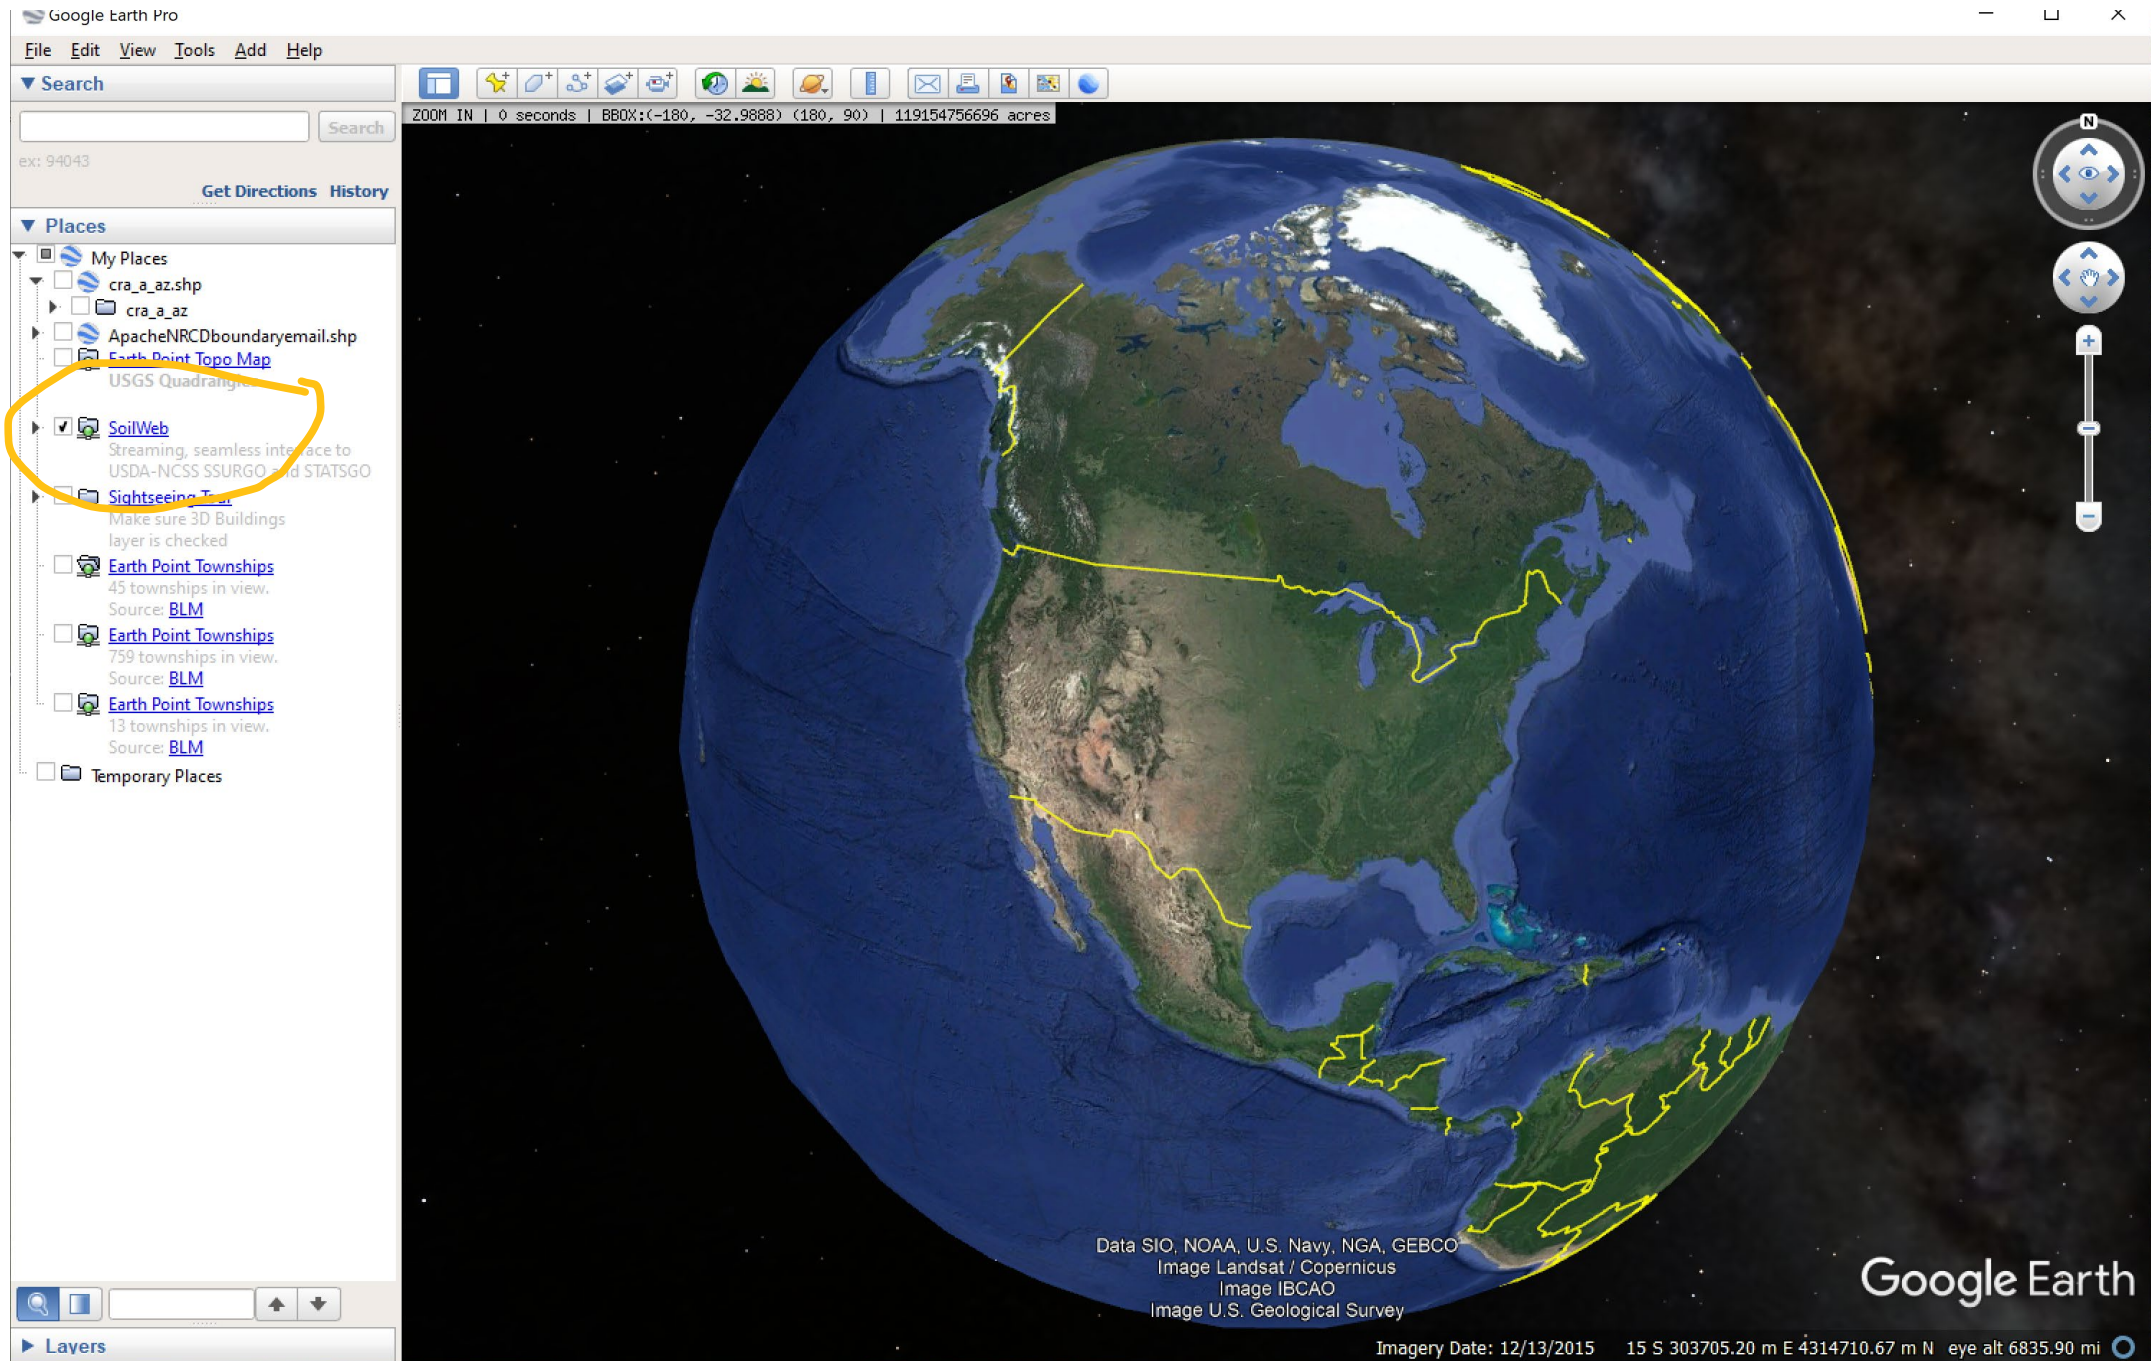 Google Earth Pro
File Edit View Tools Add Help
Search
Search
ex: 94043
Get Directions History
Places
My Places
cra_a_az.shp
cra_a_az
ApacheNRCDboundaryemail.shp
Earth Point Topo Map
USGS Quadrangles
SoilWeb
Streaming, seamless interface to
USDA-NCSS SSURGO and STATSGO
Sightseeing Tour
Make sure 3D Buildings
layer is checked
Earth Point Townships
45 townships in view.
Source: BLM
Earth Point Townships
759 townships in view.
Source: BLM
Earth Point Townships
13 townships in view.
Source: BLM
Temporary Places
Layers
ZOOM IN | 0 seconds | BBOX:(-180, -32.9888) (180, 90) | 119154756696 acres
N
Data SIO, NOAA, U.S. Navy, NGA, GEBCO
Image Landsat / Copernicus
Image IBCAO
Image U.S. Geological Survey
Google Earth
Imagery Date: 12/13/2015 15 S 303705.20 m E 4314710.67 m N eye alt 6835.90 mi